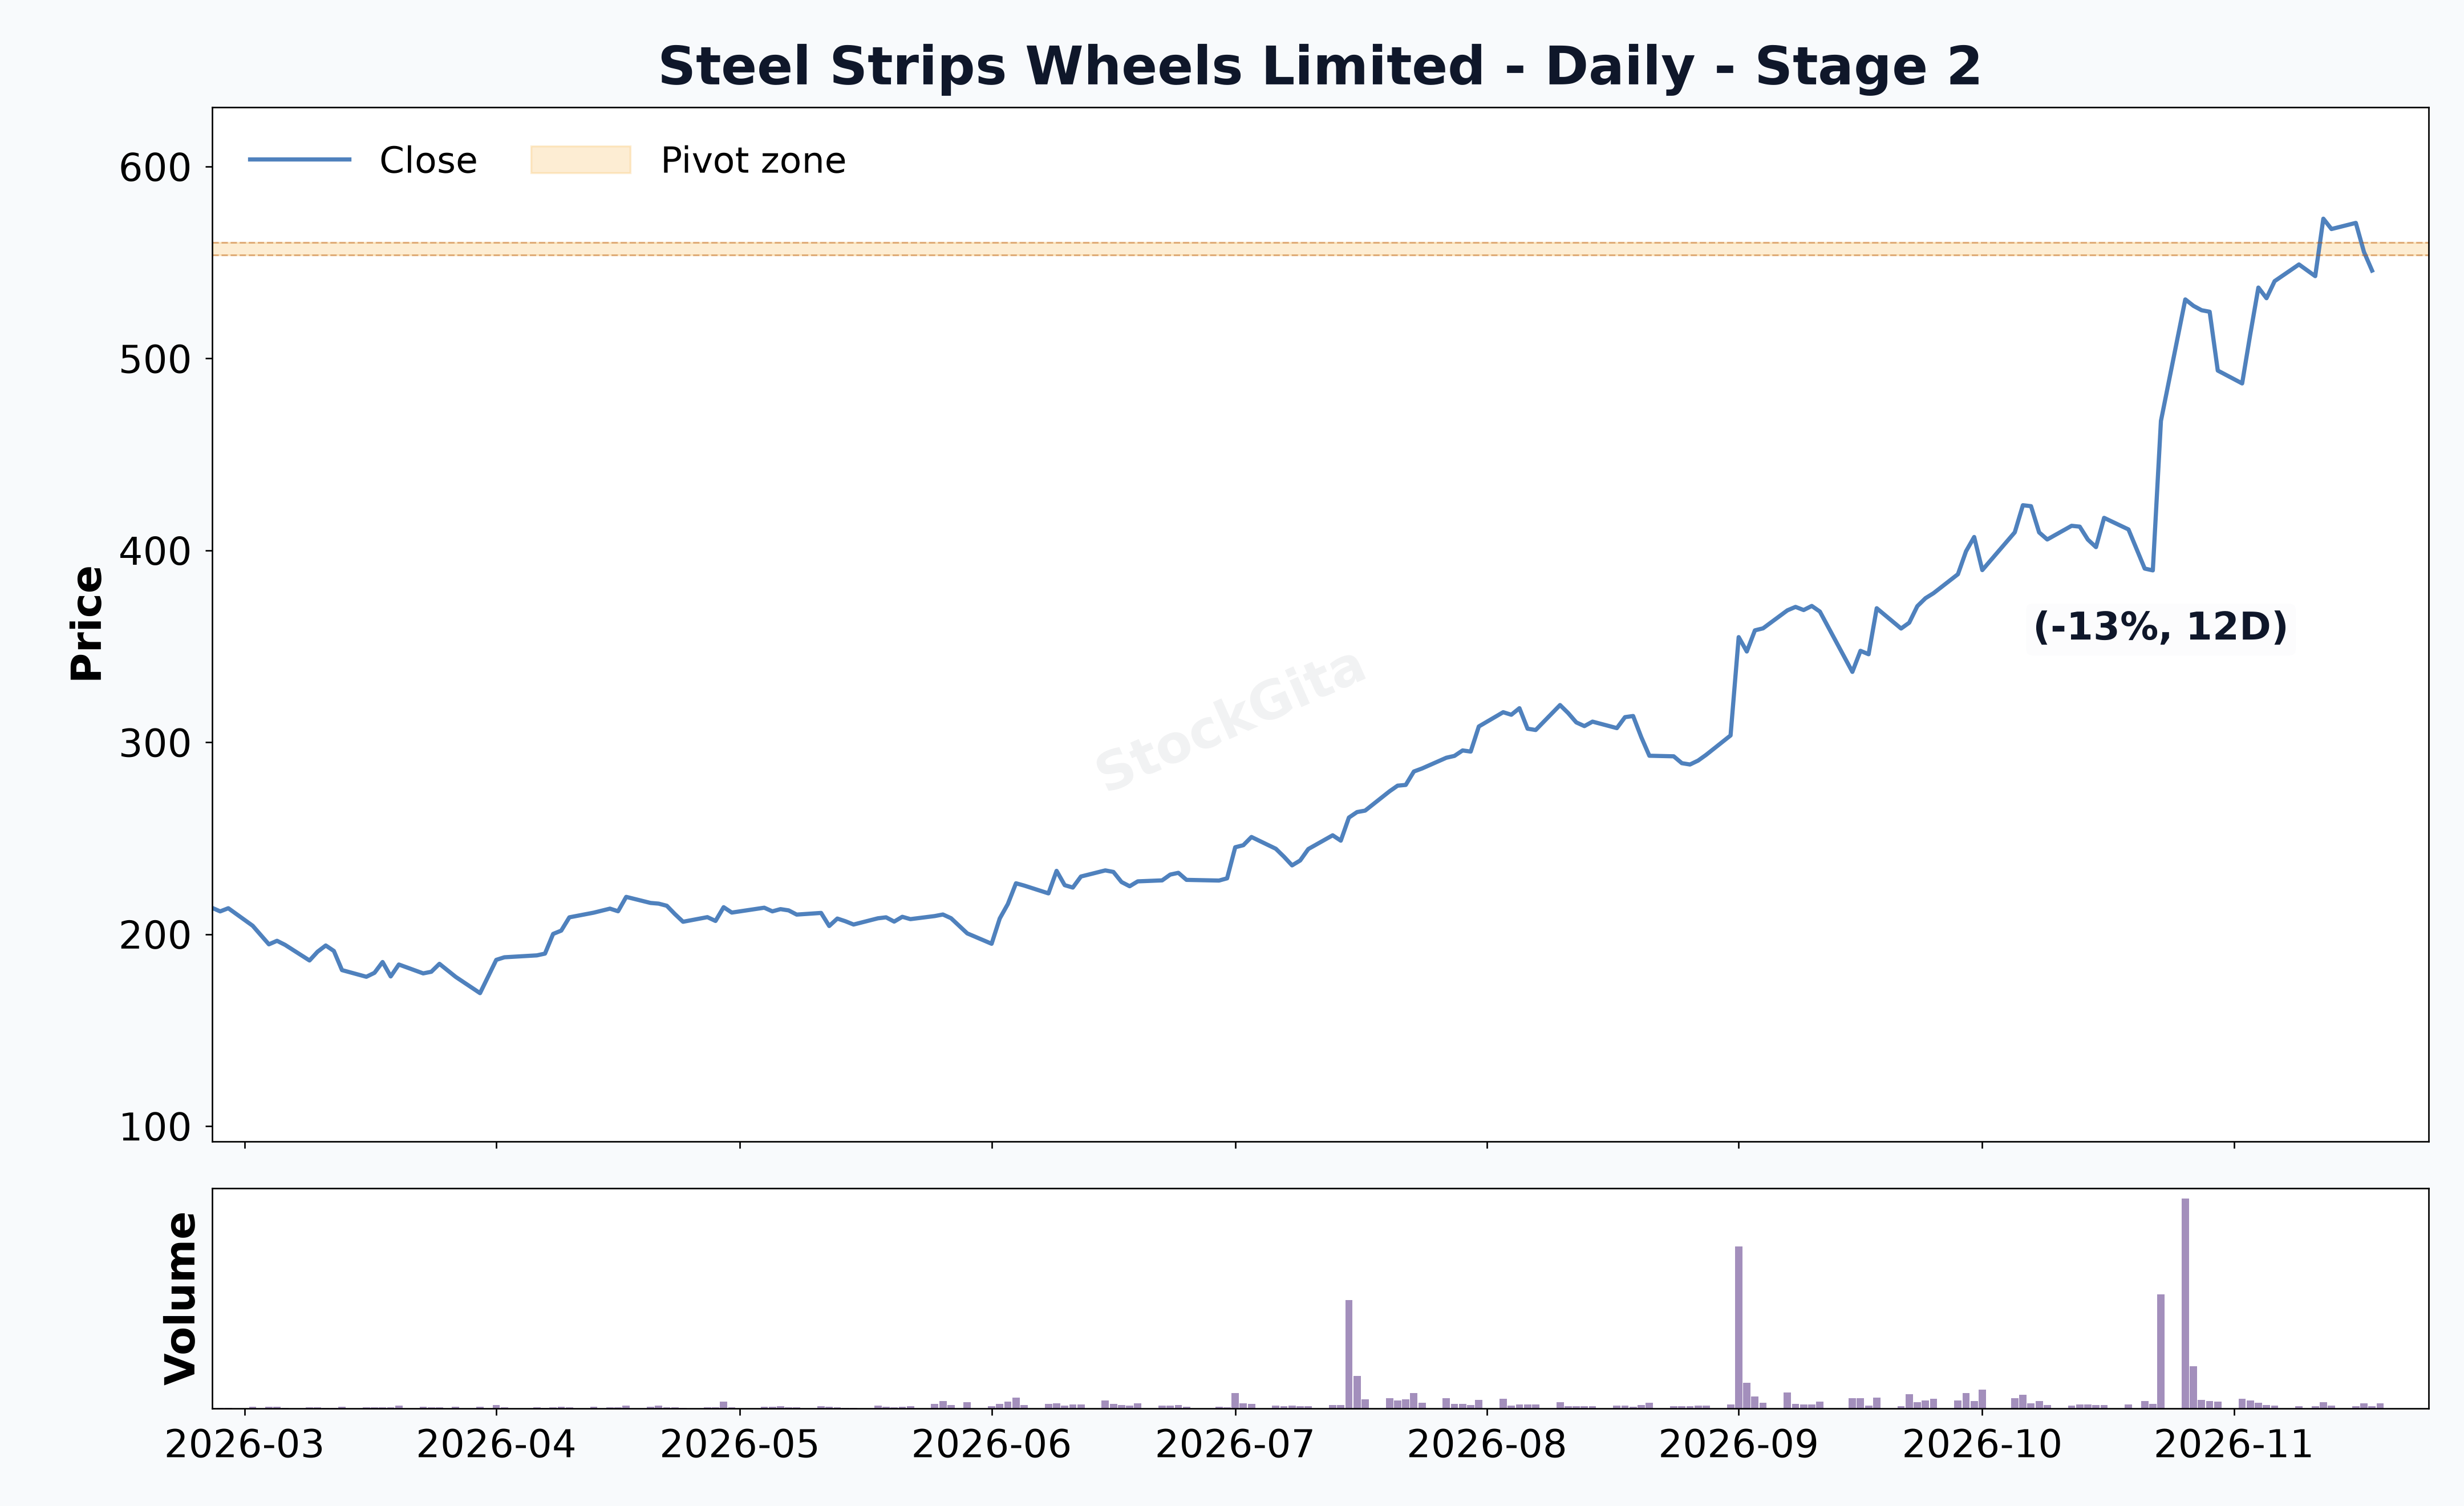 Steel Strips Wheels Limited - Daily - Stage 2
Close
Pivot zone
600
500
400
300
200
100
Price
(-13%, 12D)
StockGita
Volume
2026-03
2026-04
2026-05
2026-06
2026-07
2026-08
2026-09
2026-10
2026-11